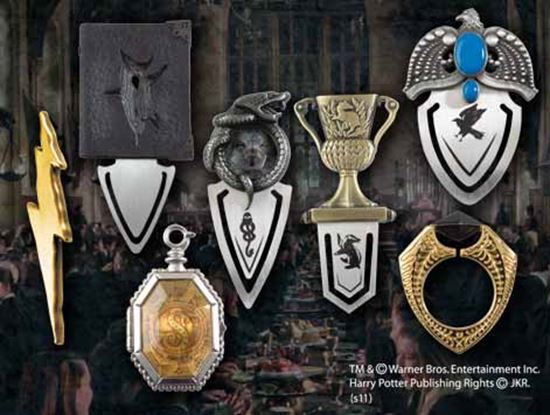 TM & © Warner Bros. Entertainment Inc.
Harry Potter Publishing Rights © JKR.
(s11)